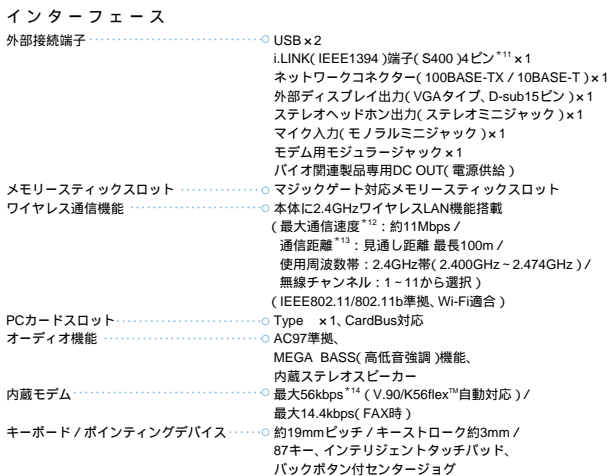 インターフェース
外部接続端子 USB×2
i.LINK(IEEE1394)端子(S400)4ピン*11×1
ネットワークコネクター(100BASE-TX / 10BASE-T)×1
外部ディスプレイ出力(VGAタイプ、D-sub15ピン)×1
ステレオヘッドホン出力(ステレオミニジャック)×1
マイク入力(モノラルミニジャック)×1
モデム用モジュラージャック×1
バイオ関連製品専用DC OUT(電源供給)
メモリースティックスロット マジックゲート対応メモリースティックスロット
ワイヤレス通信機能 本体に2.4GHzワイヤレスLAN機能搭載
(最大通信速度*12:約11Mbps /
通信距離*13:見通し距離 最長100m /
使用周波数帯:2.4GHz帯(2.400GHz~2.474GHz)/
無線チャンネル:1~11から選択)
(IEEE802.11/802.11b準拠、Wi-Fi適合)
PCカードスロット Type ×1、CardBus対応
オーディオ機能 AC97準拠、
MEGA BASS(高低音強調)機能、
内蔵ステレオスピーカー
内蔵モデム 最大56kbps*14(V.90/K56flex™自動対応)/
最大14.4kbps(FAX時)
キーボード / ポインティングデバイス 約19mmピッチ / キーストローク約3mm /
87キー、インテリジェントタッチパッド、
バックボタン付センタージョグ